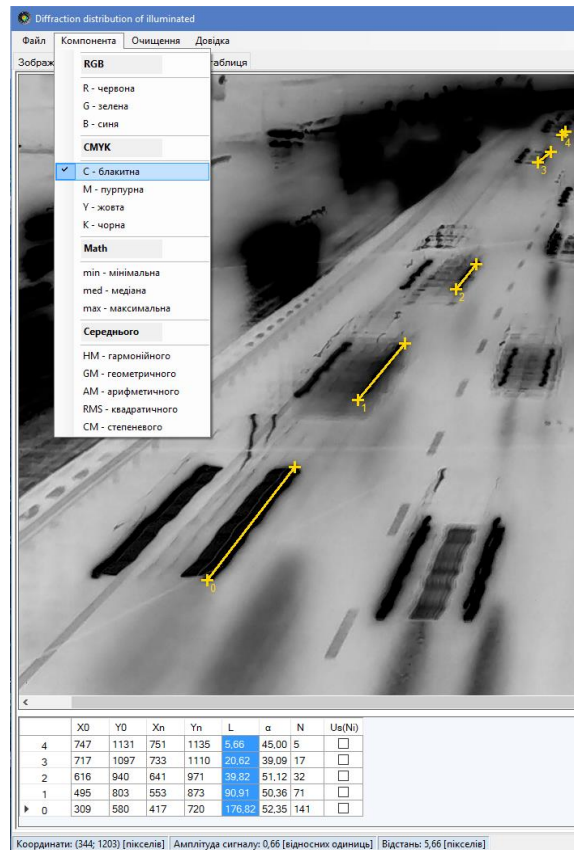 Diffraction distribution of illuminated
Файл Компонента Очищення Довідка
Зображ
таблиця
RGB
R - червона
G - зелена
B - синя
CMYK
C - блакитна
M - пурпурна
Y - жовта
K - чорна
Math
min - мінімальна
med - медіана
max - максимальна
Середнього
HM - гармонійного
GM - геометричного
AM - арифметичного
RMS - квадратичного
CM - степеневого
4
3
2
1
0
X0 Y0 Xn Yn L α N Us(Ni)
4 747 1131 751 1135 5,66 45,00 5
3 717 1097 733 1110 20,62 39,09 17
2 616 940 641 971 39,82 51,12 32
1 495 803 553 873 90,91 50,36 71
0 309 580 417 720 176,82 52,35 141
Координати: (344; 1203) [пікселів] Амплітуда сигналу: 0,66 [відносних одиниць] Відстань: 5,66 [пікселів]